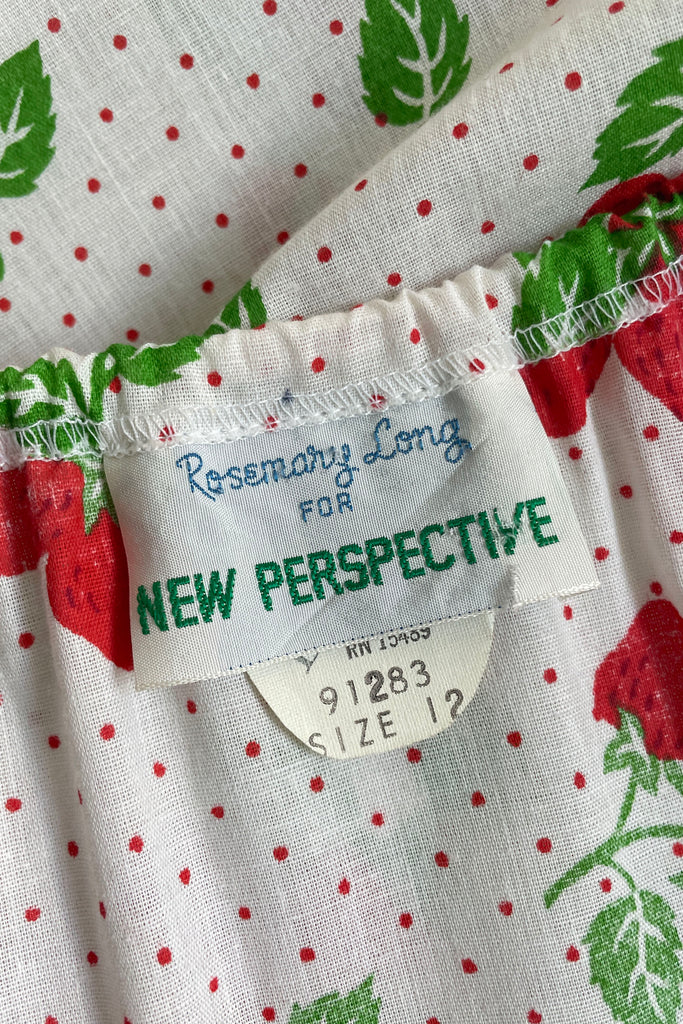 Rosemary Long
FOR
NEW PERSPECTIVE
RN 15489
91283
SIZE 12